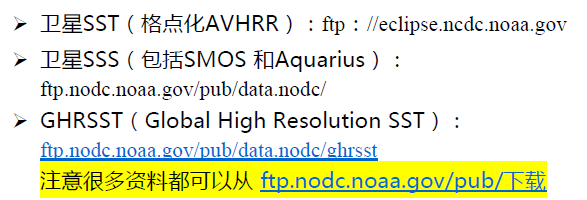 ➢ 卫星SST（格点化AVHRR）：ftp：//eclipse.ncdc.noaa.gov
➢ 卫星SSS（包括SMOS 和Aquarius）：
ftp.nodc.noaa.gov/pub/data.nodc/
➢ GHRSST（Global High Resolution SST）：
ftp.nodc.noaa.gov/pub/data.nodc/ghrsst
注意很多资料都可以从 ftp.nodc.noaa.gov/pub/下载